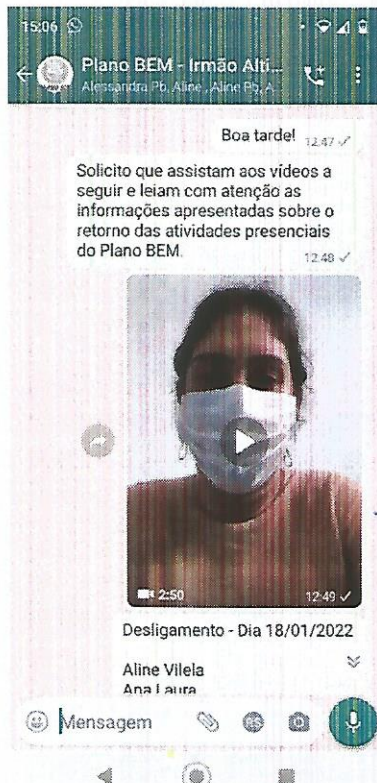 15:06
Plano BEM - Irmão Alti...
Alessandra Pb, Aline, Aline Pb, A
Boa tarde! 12:47
Solicito que assistam aos vídeos a
seguir e leiam com atenção as
informações apresentadas sobre o
retorno das atividades presenciais
do Plano BEM.
12:48
2:50 12:49
Desligamento - Dia 18/01/2022
Aline Vilela
Ana Laura
Mensagem R$